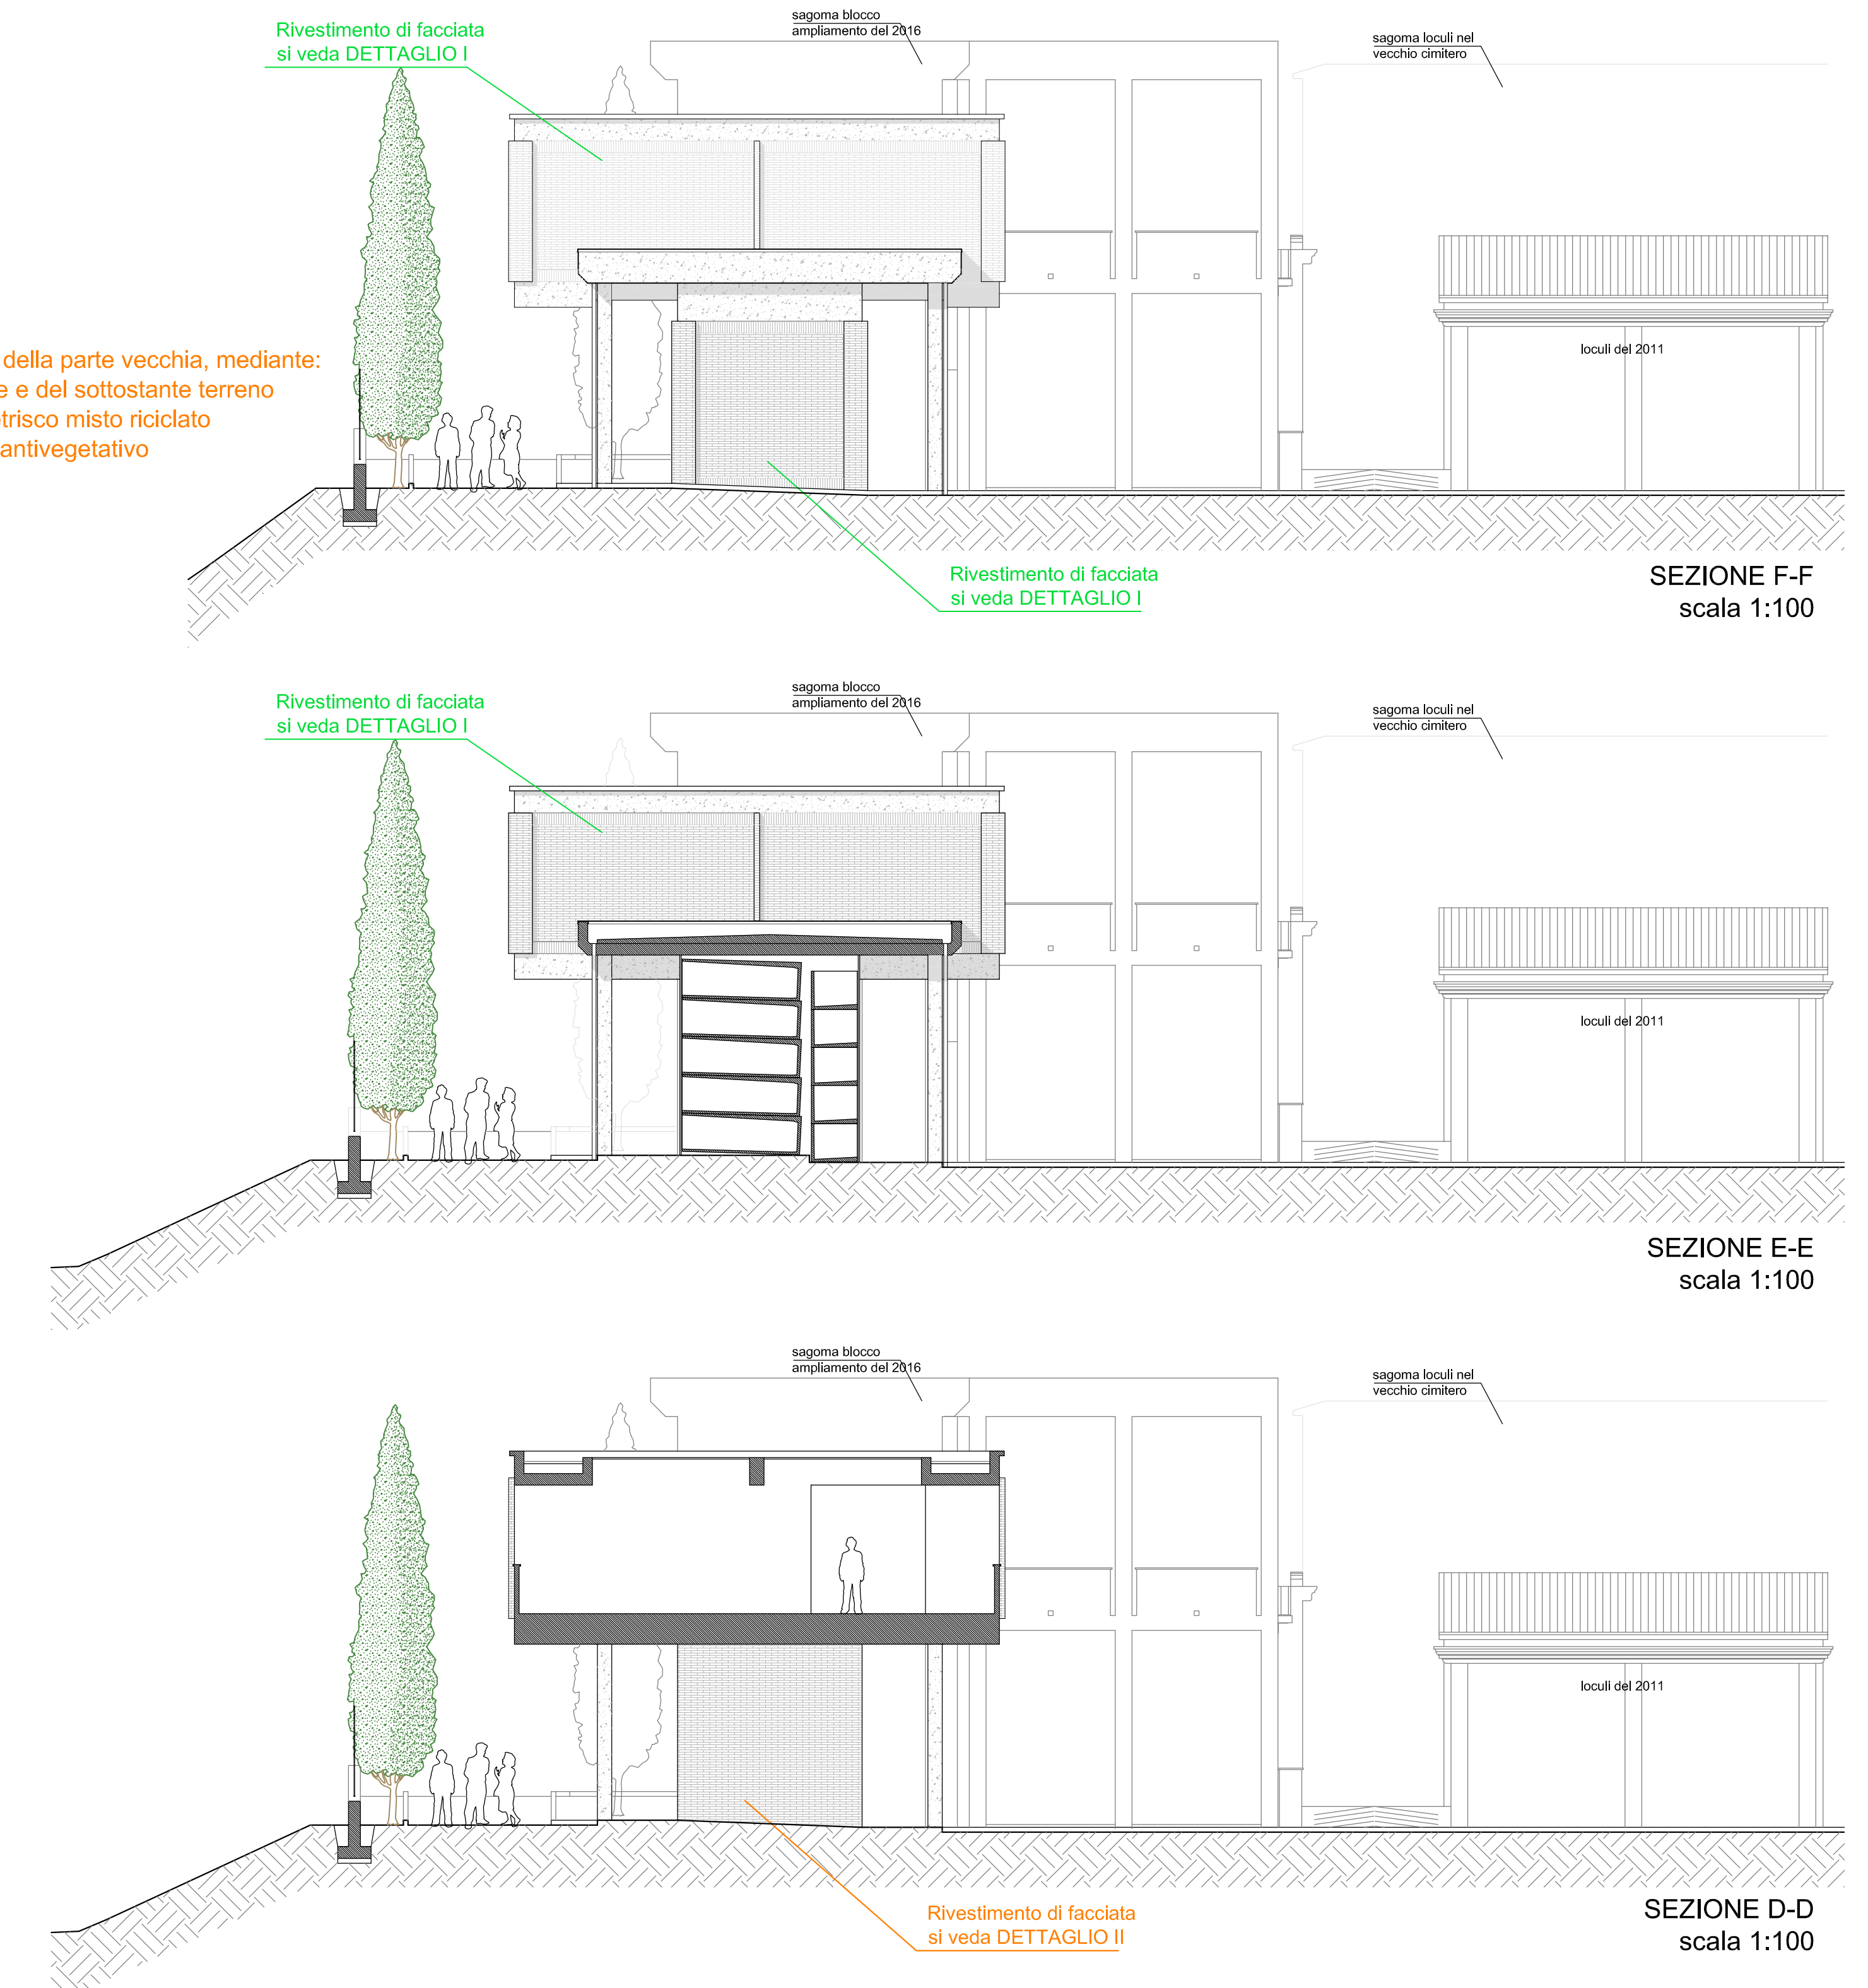 Rivestimento di facciata
si veda DETTAGLIO I
sagoma blocco
ampliamento del 2016
sagoma loculi nel
vecchio cimitero
della parte vecchia, mediante:
e e del sottostante terreno
trisco misto riciclato
antivegetativo
loculi del 2011
Rivestimento di facciata
si veda DETTAGLIO I
SEZIONE F-F
scala 1:100
Rivestimento di facciata
si veda DETTAGLIO I
sagoma blocco
ampliamento del 2016
sagoma loculi nel
vecchio cimitero
loculi del 2011
SEZIONE E-E
scala 1:100
sagoma blocco
ampliamento del 2016
sagoma loculi nel
vecchio cimitero
loculi del 2011
Rivestimento di facciata
si veda DETTAGLIO II
SEZIONE D-D
scala 1:100